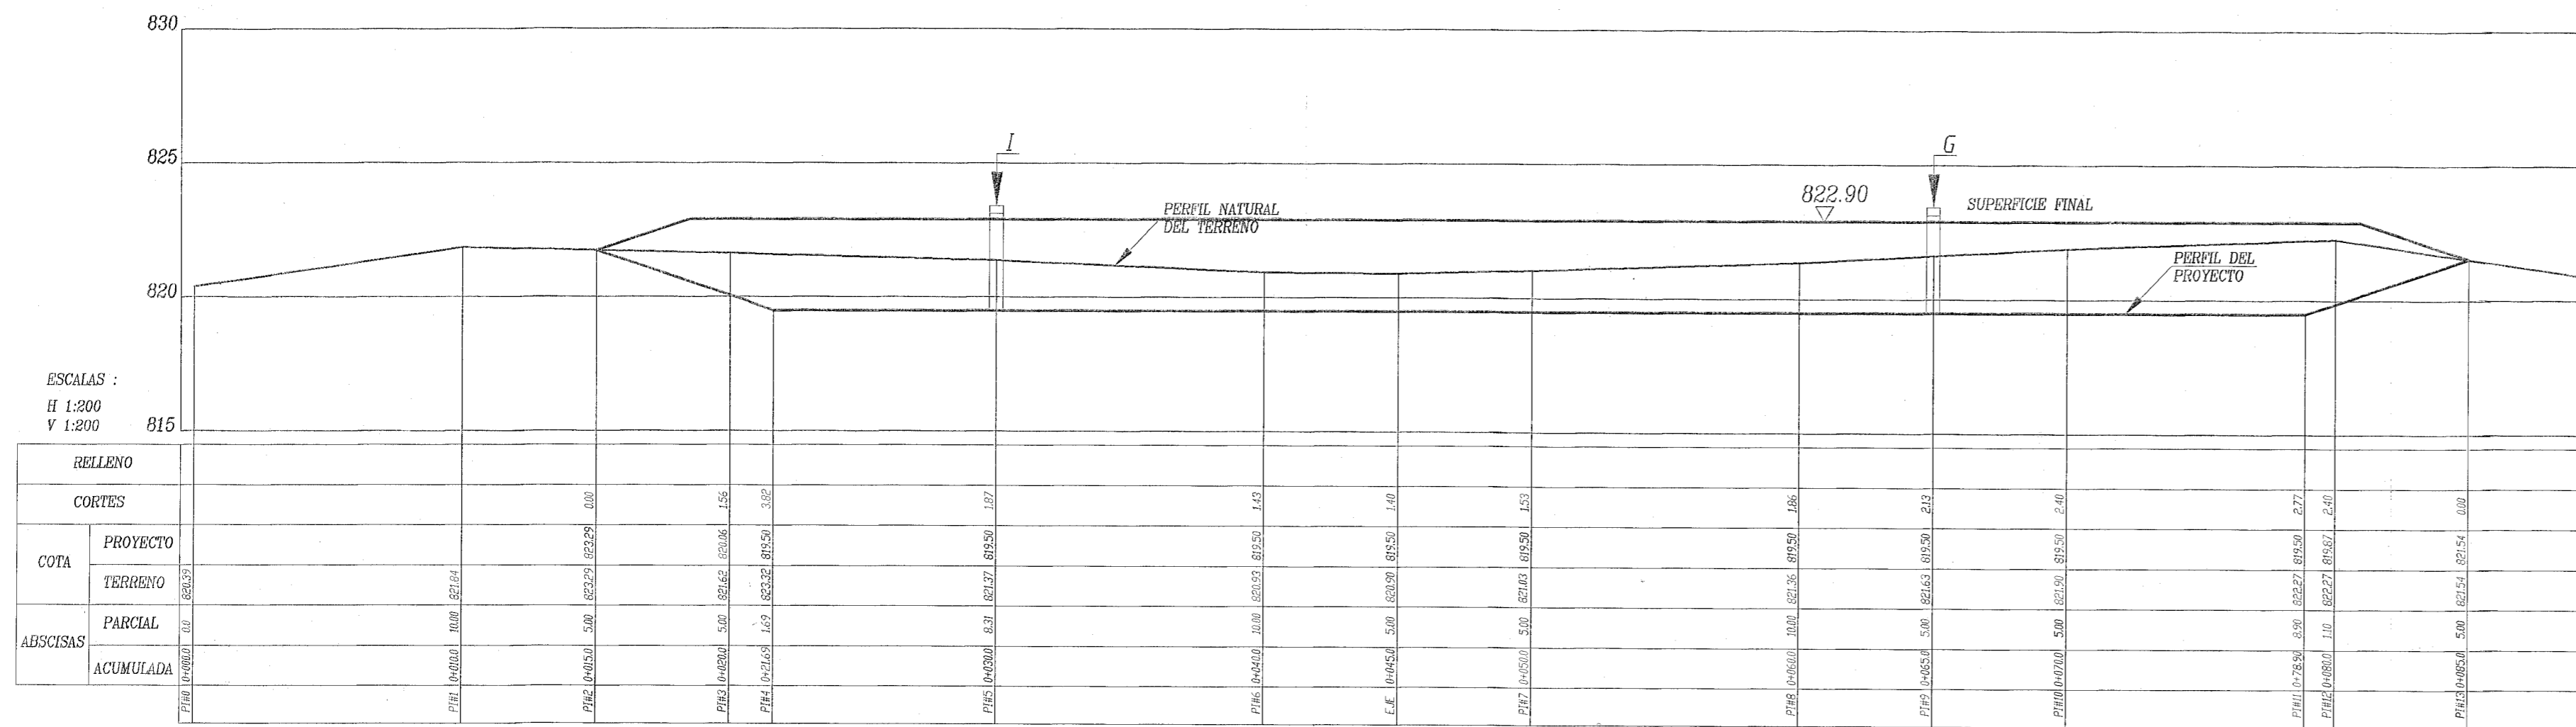 830
825
820
815
I
G
822.90
PERFIL NATURAL
DEL TERRENO
SUPERFICIE FINAL
PERFIL DEL
PROYECTO
ESCALAS :
H 1:200
V 1:200
RELLENO
CORTES
0.00 1.56 3.82 1.87 1.43 1.40 1.53 1.86 2.13 2.40 2.77 2.40 0.00
COTA
PROYECTO
823.29 820.06 819.50 819.50 819.50 819.50 819.50 819.50 819.50 819.50 819.50 819.87 821.54
TERRENO
820.39 821.84 823.29 821.62 823.32 821.37 820.93 820.90 821.03 821.36 821.63 821.90 822.27 822.27 821.54
ABSCISAS
PARCIAL
0.0 10.00 5.00 5.00 1.69 8.31 10.00 5.00 5.00 10.00 5.00 5.00 8.90 1.10 5.00
ACUMULADA
0+000.0 0+010.0 0+015.0 0+020.0 0+21.69 0+030.0 0+040.0 0+045.0 0+050.0 0+060.0 0+065.0 0+070.0 0+78.90 0+080.0 0+085.0
PI#0 PI#1 PI#2 PI#3 PI#4 PI#5 PI#6 EJE PI#7 PI#8 PI#9 PI#10 PI#11 PI#12 PI#13